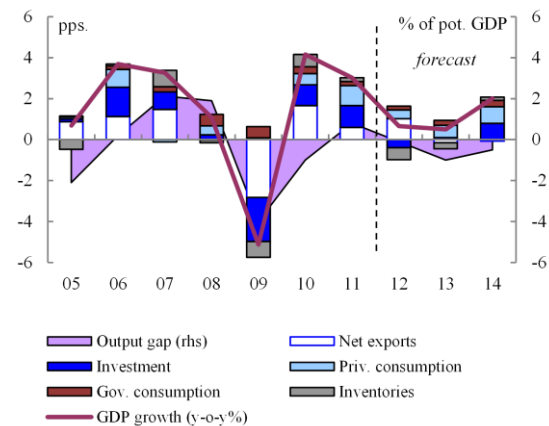 pps.
% of pot. GDP
forecast
6 6
4 4
2 2
0 0
-2 -2
-4 -4
-6 -6
05 06 07 08 09 10 11 12 13 14
Output gap (rhs) Net exports
Investment Priv. consumption
Gov. consumption Inventories
GDP growth (y-o-y%)